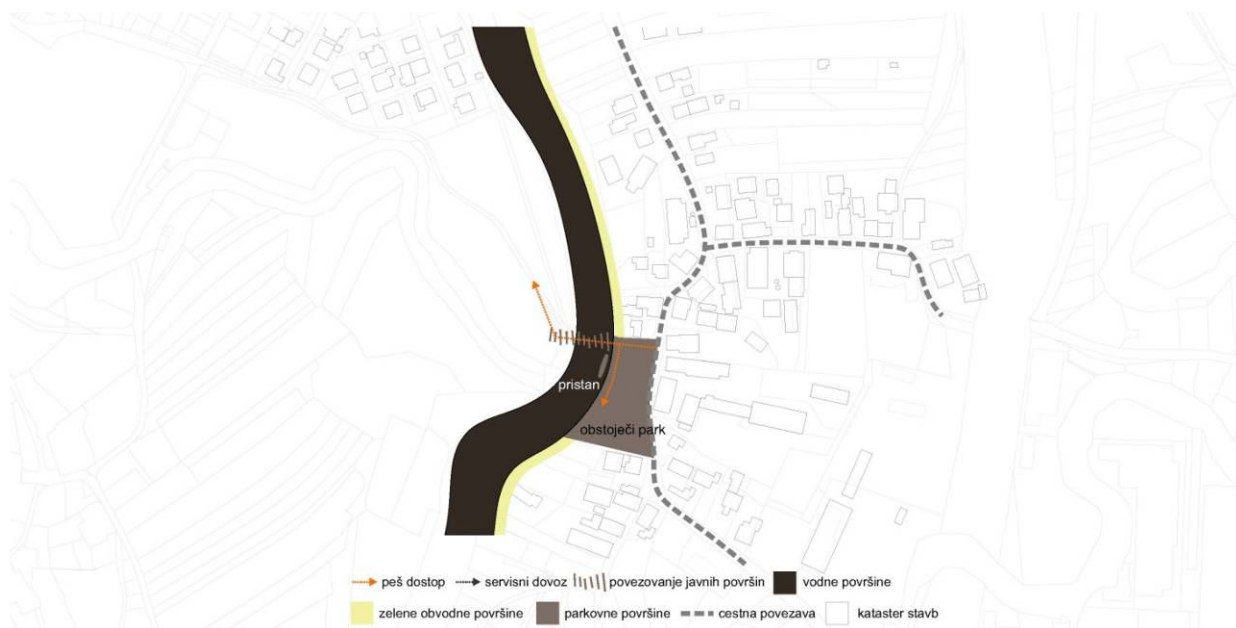 pristan
obstoječi park
peš dostop servisni dovoz povezovanje javnih površin vodne površine
zelene obvodne površine parkovne površine cestna povezava kataster stavb